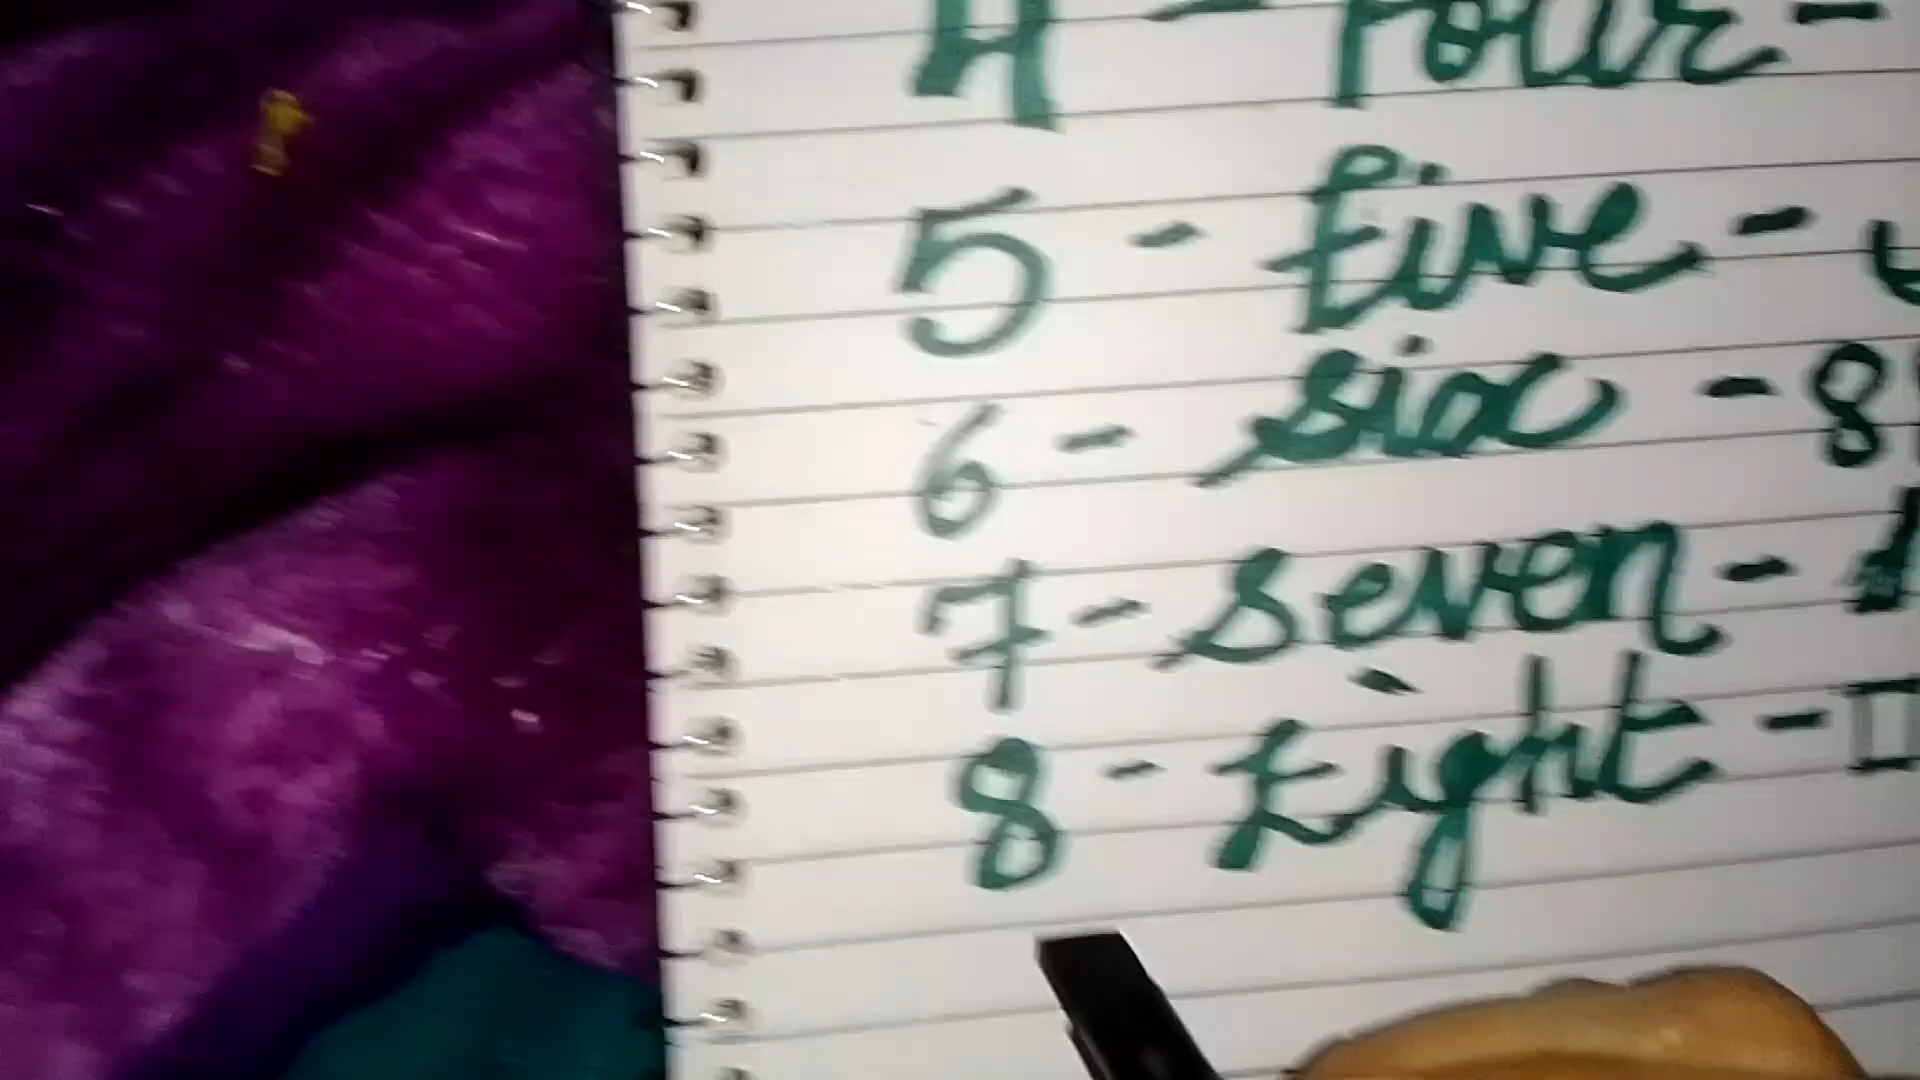 4 - Four -
5 - Five -
6 - six -
7 - seven -
8 - Eight -